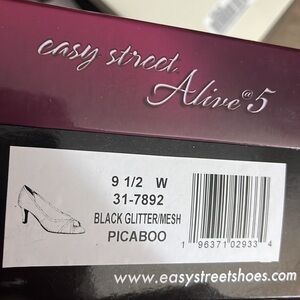 easy street
Alive@5
9 1/2 W
31-7892
BLACK GLITTER/MESH
PICABOO
1 96371 02933 4
www.easystreetshoes.com